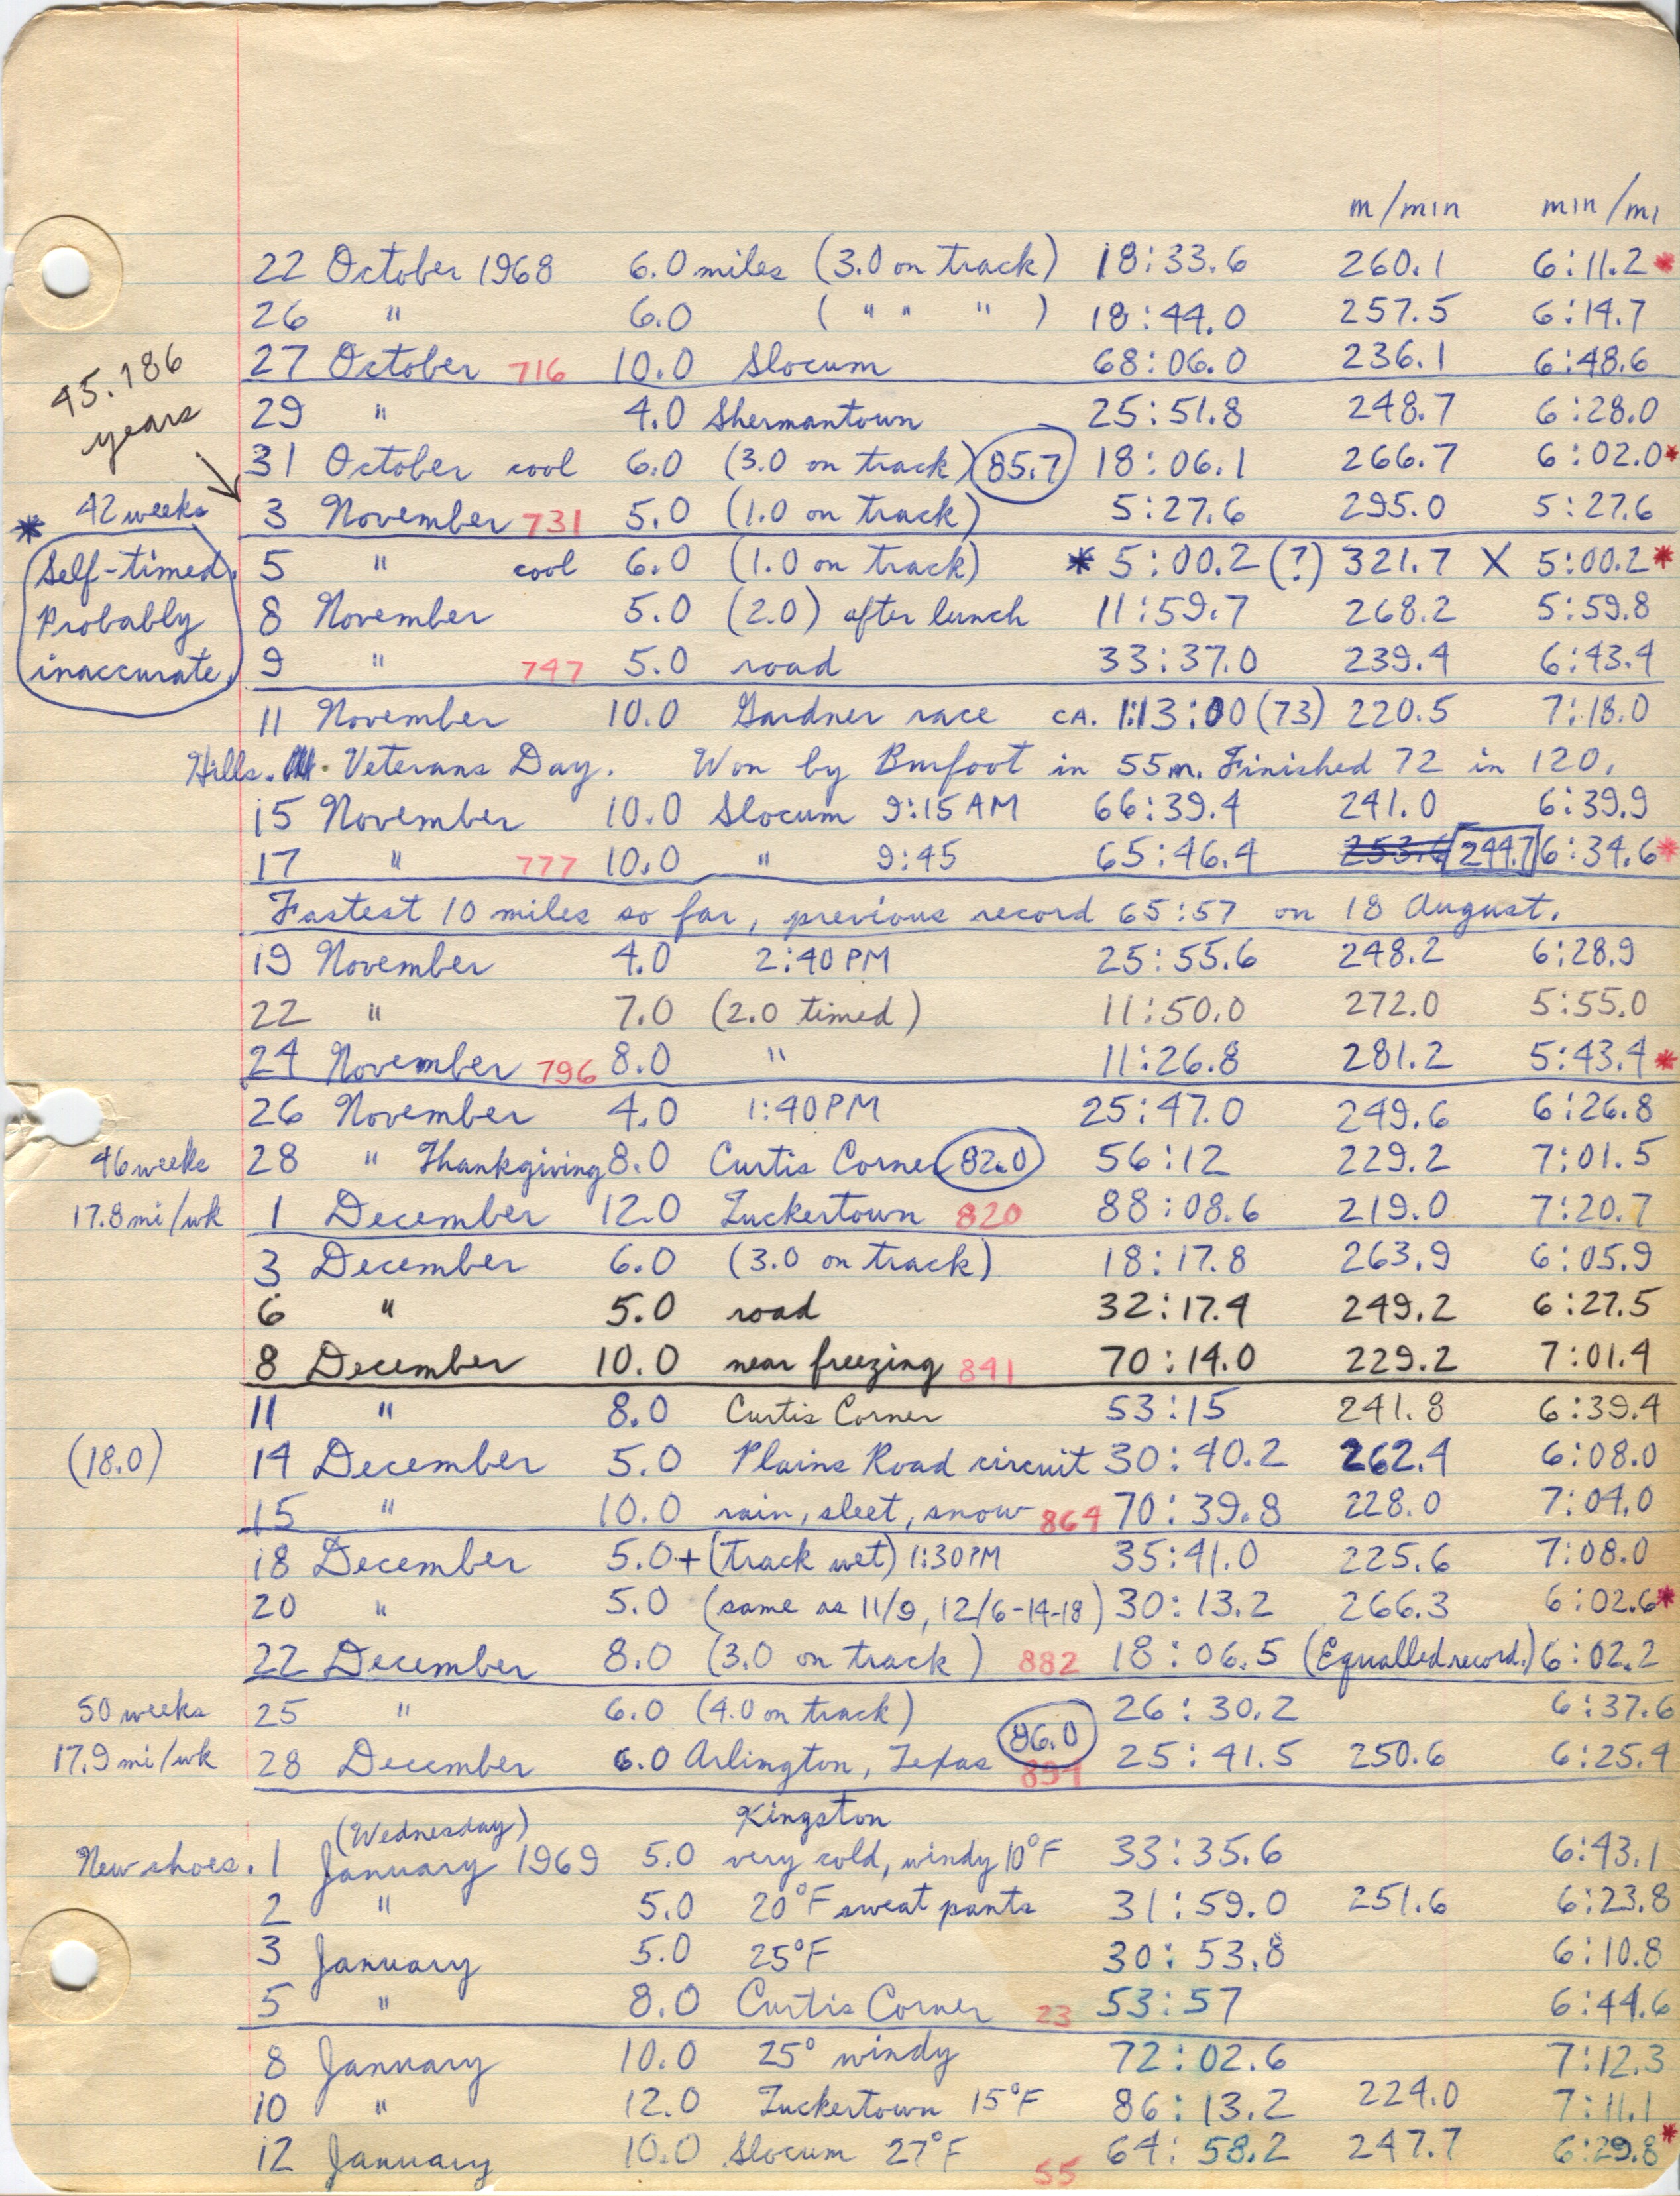 m/min min/mi
22 October 1968 6.0 miles (3.0 on track) 18:33.6 260.1 6:11.2*
26 " 6.0 ( " " " ) 18:44.0 257.5 6:14.7
27 October 716 10.0 Slocum 68:06.0 236.1 6:48.6
45.186 years
29 " 4.0 Shermantown 25:51.8 248.7 6:28.0
31 October cool 6.0 (3.0 on track) 85.7 18:06.1 266.7 6:02.0*
42 weeks 3 November 731 5.0 (1.0 on track) 5:27.6 295.0 5:27.6
* Self-timed. Probably inaccurate.
5 " cool 6.0 (1.0 on track) * 5:00.2 (?) 321.7 X 5:00.2*
8 November 5.0 (2.0) after lunch 11:59.7 268.2 5:59.8
9 " 747 5.0 road 33:37.0 239.4 6:43.4
11 November 10.0 Gardner race CA. 1:13:00 (73) 220.5 7:18.0
Hills. Veterans Day. Won by Burfoot in 55m. Finished 72 in 120.
15 November 10.0 Slocum 9:15 AM 66:39.4 241.0 6:39.9
17 " 777 10.0 " 9:45 65:46.4 253.6 244.7 6:34.6*
Fastest 10 miles so far, previous record 65:57 on 18 August.
19 November 4.0 2:40 PM 25:55.6 248.2 6:28.9
22 " 7.0 (2.0 timed) 11:50.0 272.0 5:55.0
24 November 796 8.0 " 11:26.8 281.2 5:43.4*
26 November 4.0 1:40 PM 25:47.0 249.6 6:26.8
46 weeks 28 " Thankgiving 8.0 Curtis Corner 82.0 56:12 229.2 7:01.5
17.8 mi/wk 1 December 12.0 Tuckertown 820 88:08.6 219.0 7:20.7
3 December 6.0 (3.0 on track) 18:17.8 263.9 6:05.9
6 " 5.0 road 32:17.4 249.2 6:27.5
8 December 10.0 near freezing 841 70:14.0 229.2 7:01.4
11 " 8.0 Curtis Corner 53:15 241.8 6:39.4
(18.0) 14 December 5.0 Plains Road circuit 30:40.2 262.4 6:08.0
15 " 10.0 rain, sleet, snow 864 70:39.8 228.0 7:04.0
18 December 5.0+ (track wet) 1:30 PM 35:41.0 225.6 7:08.0
20 " 5.0 (same as 11/9, 12/6-14-18) 30:13.2 266.3 6:02.6*
22 December 8.0 (3.0 on track) 882 18:06.5 (Equalled record.) 6:02.2
50 weeks 25 " 6.0 (4.0 on track) 26:30.2 6:37.6
17.9 mi/wk 28 December 6.0 Arlington, Texas 86.0 894 25:41.5 250.6 6:25.4
(Wednesday) Kingston
New shoes. 1 January 1969 5.0 very cold, windy 10°F 33:35.6 6:43.1
2 " 5.0 20°F sweat pants 31:59.0 251.6 6:23.8
3 January 5.0 25°F 30:53.8 6:10.8
5 " 8.0 Curtis Corner 23 53:57 6:44.6
8 January 10.0 25° windy 72:02.6 7:12.3
10 " 12.0 Tuckertown 15°F 86:13.2 224.0 7:11.1
12 January 10.0 Slocum 27°F 55 64:58.2 247.7 6:29.8*